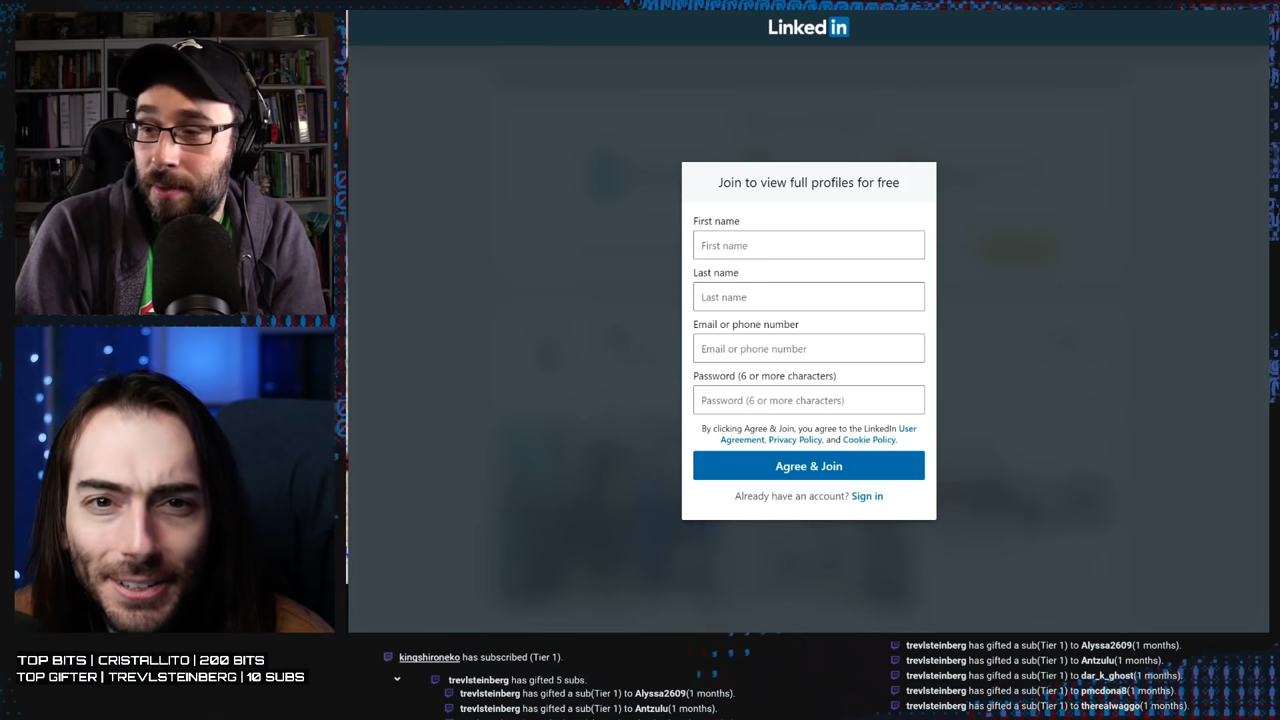 Linked in
Join to view full profiles for free
First name
First name
Last name
Last name
Email or phone number
Email or phone number
Password (6 or more characters)
Password (6 or more characters)
By clicking Agree & Join, you agree to the LinkedIn User
Agreement, Privacy Policy, and Cookie Policy.
Agree & Join
Already have an account? Sign in
TOP BITS | CRISTALLITO | 200 BITS
TOP GIFTER | TREVLSTEINBERG | 10 SUBS
kingshironeko has subscribed (Tier 1).
trevlsteinberg has gifted 5 subs.
trevlsteinberg has gifted a sub(Tier 1) to Alyssa2609(1 months).
trevlsteinberg has gifted a sub(Tier 1) to Antzulu(1 months).
trevlsteinberg has gifted a sub(Tier 1) to Alyssa2609(1 months).
trevlsteinberg has gifted a sub(Tier 1) to Antzulu(1 months).
trevlsteinberg has gifted a sub(Tier 1) to dar_k_ghost(1 months).
trevlsteinberg has gifted a sub(Tier 1) to pmcdona8(1 months).
trevlsteinberg has gifted a sub(Tier 1) to therealwaggo(1 months).